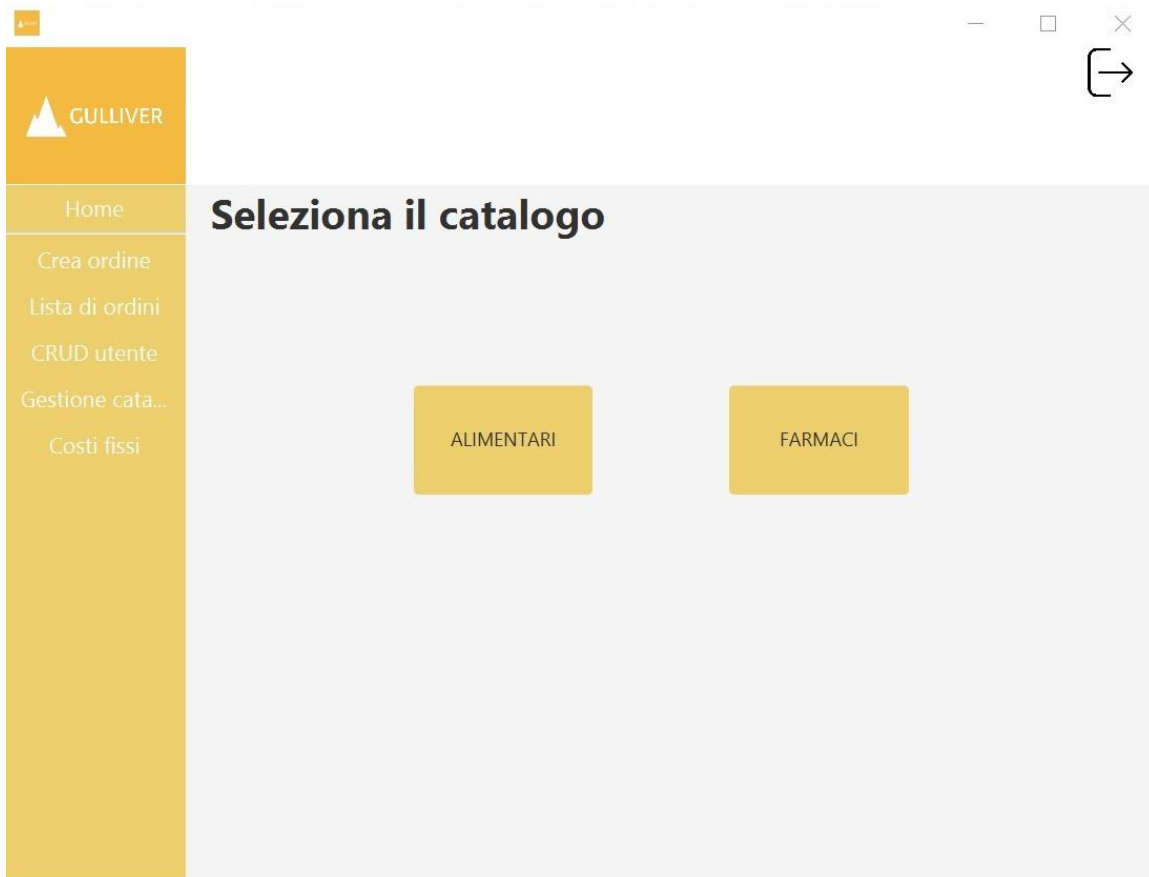 GULLIVER
Home
Crea ordine
Lista di ordini
CRUD utente
Gestione cata...
Costi fissi
Seleziona il catalogo
ALIMENTARI
FARMACI